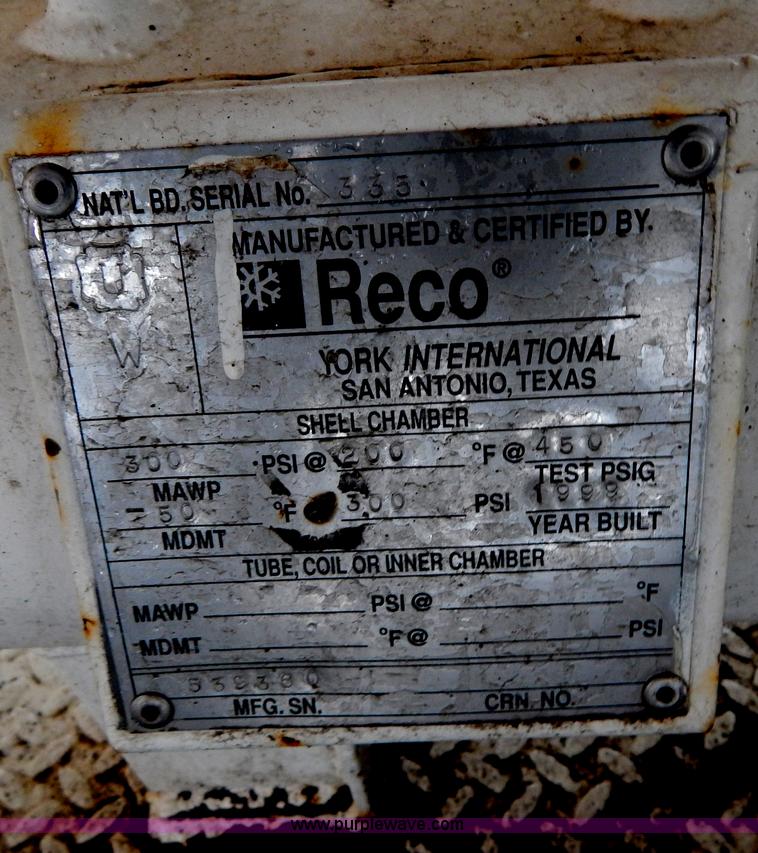 NAT'L BD. SERIAL No. 335
U
W
MANUFACTURED & CERTIFIED BY.
Reco®
YORK INTERNATIONAL
SAN ANTONIO, TEXAS
SHELL CHAMBER
300 PSI @ 200 °F @ 450
MAWP TEST PSIG
-50 °F @ 300 PSI 1999
MDMT YEAR BUILT
TUBE, COIL OR INNER CHAMBER
MAWP PSI @ °F
MDMT °F @ PSI
539380
MFG. SN. CRN NO.
www.purplewave.com